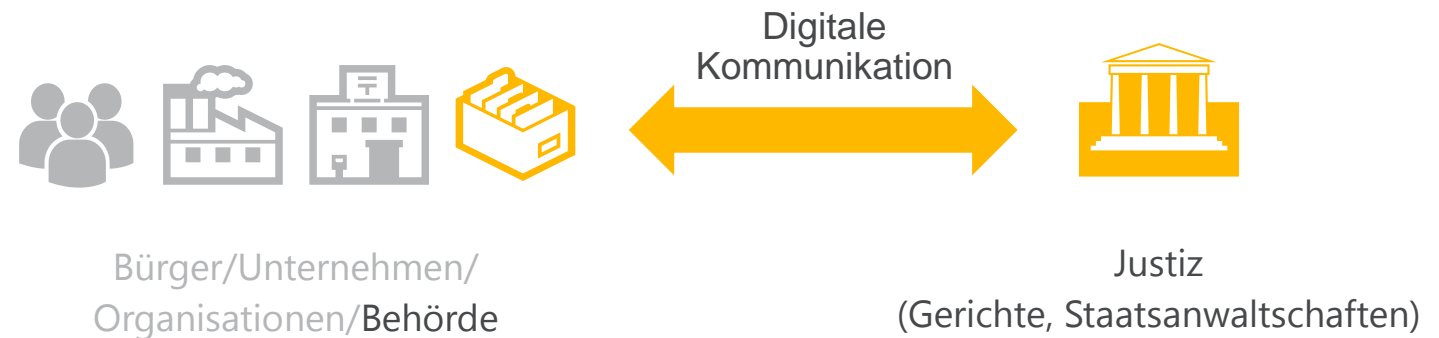 Digitale
Kommunikation
Bürger/Unternehmen/
Organisationen/Behörde
Justiz
(Gerichte, Staatsanwaltschaften)